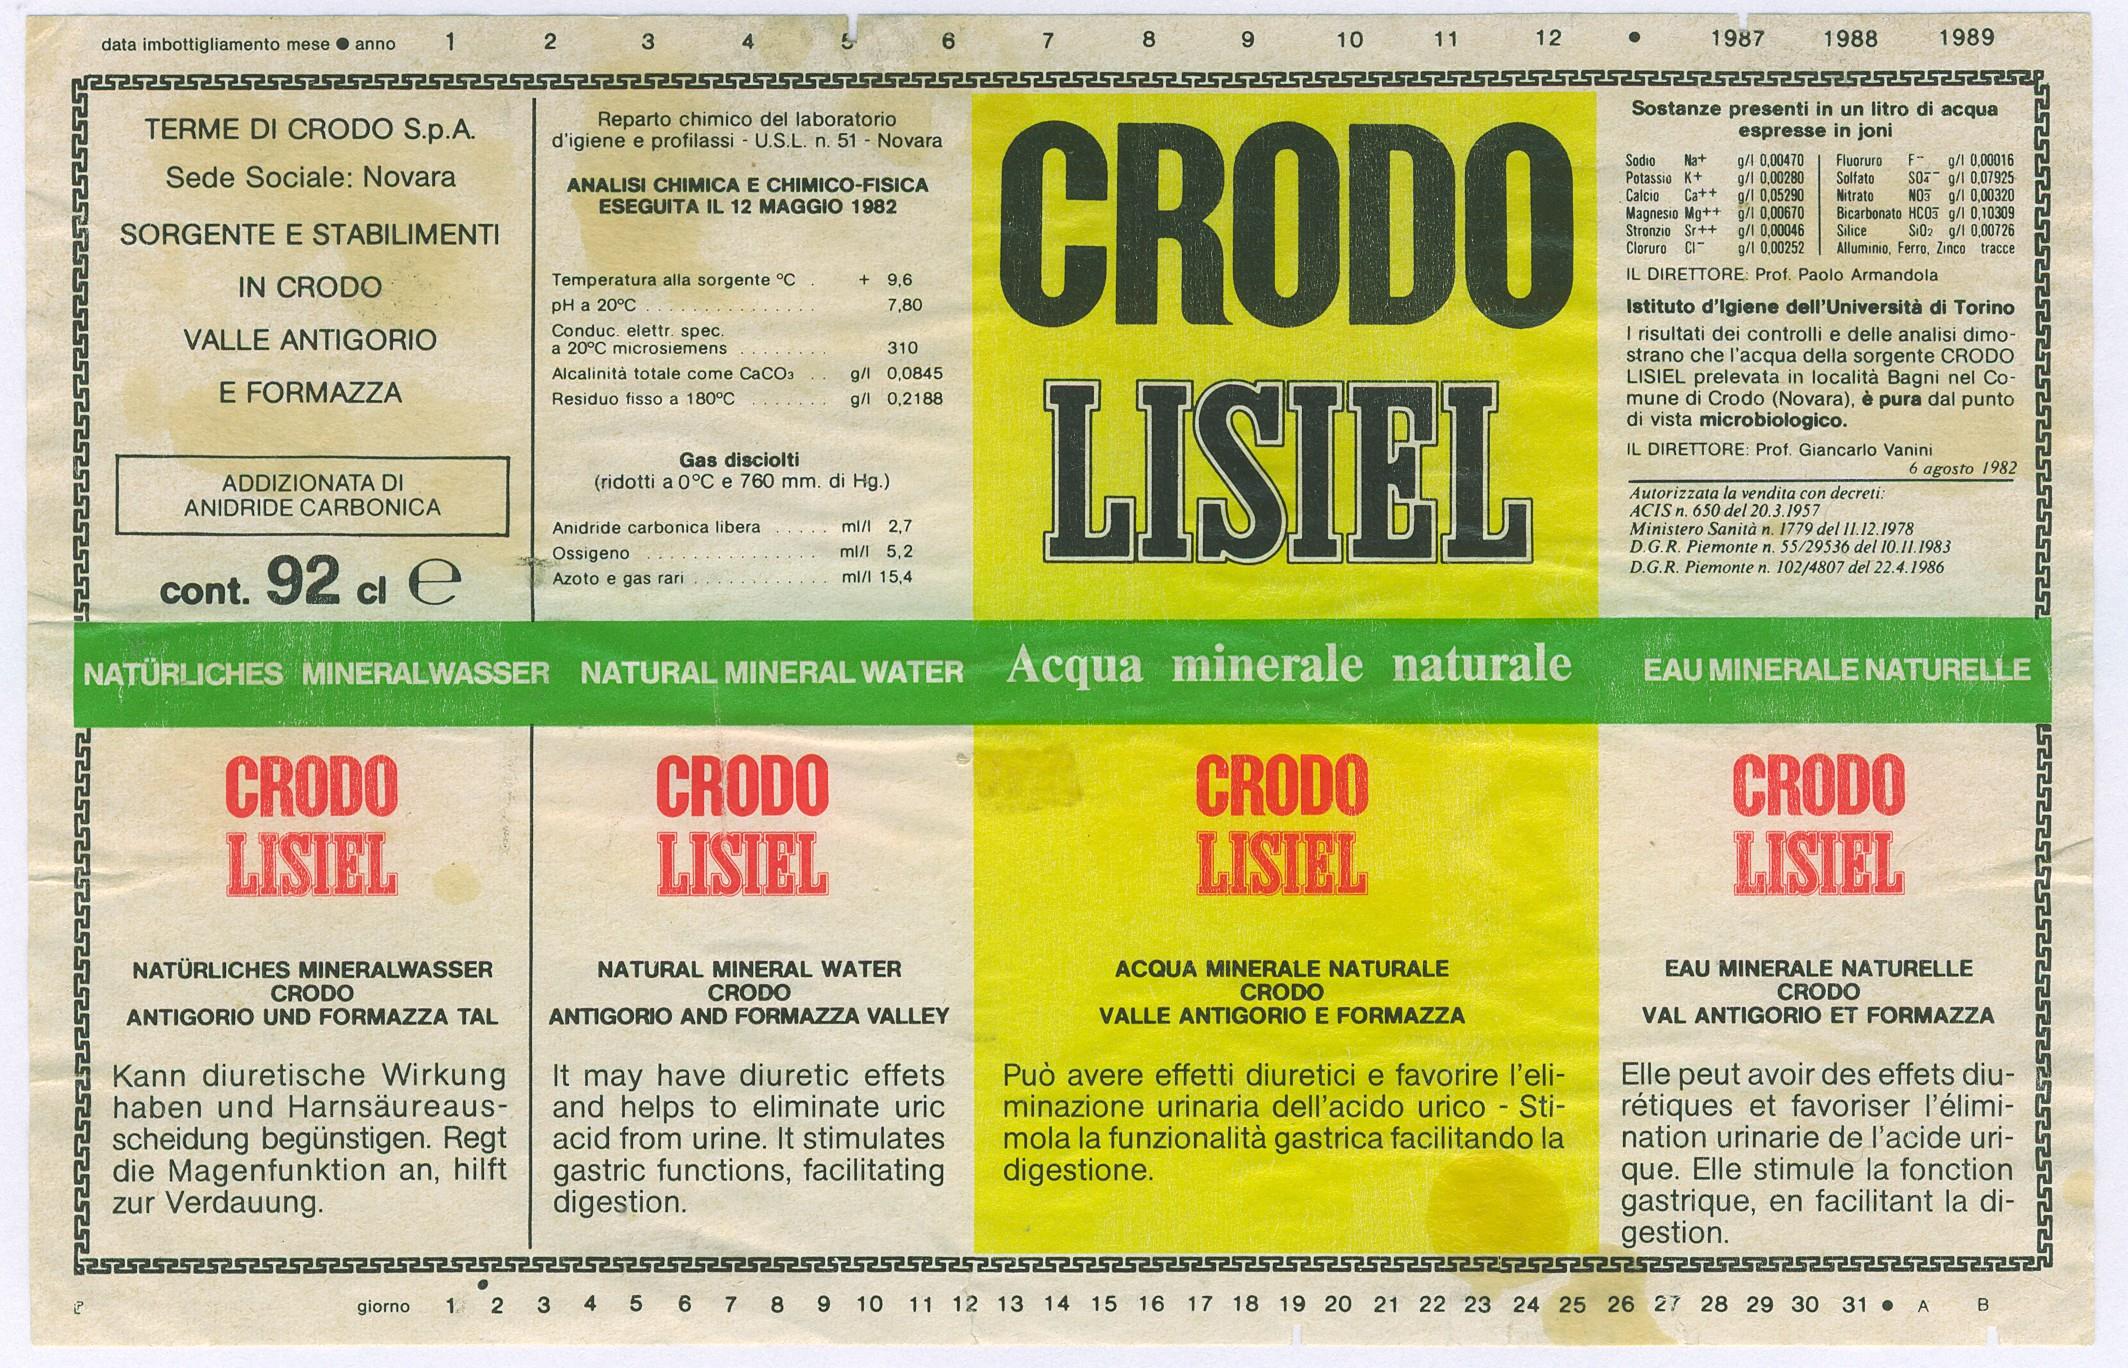 data imbottigliamento mese ● anno 1 2 3 4 5 6 7 8 9 10 11 12 ● 1987 1988 1989
TERME DI CRODO S.p.A.
Sede Sociale: Novara
SORGENTE E STABILIMENTI
IN CRODO
VALLE ANTIGORIO
E FORMAZZA
ADDIZIONATA DI
ANIDRIDE CARBONICA
cont. 92 cl ℮
Reparto chimico del laboratorio
d'igiene e profilassi - U.S.L. n. 51 - Novara
ANALISI CHIMICA E CHIMICO-FISICA
ESEGUITA IL 12 MAGGIO 1982
Temperatura alla sorgente °C . + 9,6
pH a 20°C . . . . . . . . . . . . . . . 7,80
Conduc. elettr. spec.
a 20°C microsiemens . . . . . . . . 310
Alcalinità totale come CaCO₃ . . g/l 0,0845
Residuo fisso a 180°C . . . . . . . g/l 0,2188
Gas disciolti
(ridotti a 0°C e 760 mm. di Hg.)
Anidride carbonica libera . . . . . ml/l 2,7
Ossigeno . . . . . . . . . . . . . . . ml/l 5,2
Azoto e gas rari . . . . . . . . . . . . ml/l 15,4
CRODO
LISIEL
Sostanze presenti in un litro di acqua
espresse in joni
Sodio Na+ g/l 0,00470 Fluoruro F⁻ g/l 0,00016
Potassio K+ g/l 0,00280 Solfato SO₄⁻⁻ g/l 0,07925
Calcio Ca++ g/l 0,05290 Nitrato NO₃⁻ g/l 0,00320
Magnesio Mg++ g/l 0,00670 Bicarbonato HCO₃⁻ g/l 0,10309
Stronzio Sr++ g/l 0,00046 Silice SiO₂ g/l 0,00726
Cloruro Cl⁻ g/l 0,00252 Alluminio, Ferro, Zinco tracce
IL DIRETTORE: Prof. Paolo Armandola
Istituto d'Igiene dell'Università di Torino
I risultati dei controlli e delle analisi dimo-
strano che l'acqua della sorgente CRODO
LISIEL prelevata in località Bagni nel Co-
mune di Crodo (Novara), è pura dal punto
di vista microbiologico.
IL DIRETTORE: Prof. Giancarlo Vanini
6 agosto 1982
Autorizzata la vendita con decreti:
ACIS n. 650 del 20.3.1957
Ministero Sanità n. 1779 del 11.12.1978
D.G.R. Piemonte n. 55/29536 del 10.11.1983
D.G.R. Piemonte n. 102/4807 del 22.4.1986
NATÜRLICHES MINERALWASSER NATURAL MINERAL WATER Acqua minerale naturale EAU MINERALE NATURELLE
CRODO
LISIEL
NATÜRLICHES MINERALWASSER
CRODO
ANTIGORIO UND FORMAZZA TAL
Kann diuretische Wirkung
haben und Harnsäureaus-
scheidung begünstigen. Regt
die Magenfunktion an, hilft
zur Verdauung.
CRODO
LISIEL
NATURAL MINERAL WATER
CRODO
ANTIGORIO AND FORMAZZA VALLEY
It may have diuretic effets
and helps to eliminate uric
acid from urine. It stimulates
gastric functions, facilitating
digestion.
CRODO
LISIEL
ACQUA MINERALE NATURALE
CRODO
VALLE ANTIGORIO E FORMAZZA
Può avere effetti diuretici e favorire l'eli-
minazione urinaria dell'acido urico - Sti-
mola la funzionalità gastrica facilitando la
digestione.
CRODO
LISIEL
EAU MINERALE NATURELLE
CRODO
VAL ANTIGORIO ET FORMAZZA
Elle peut avoir des effets diu-
rétiques et favoriser l'élimi-
nation urinarie de l'acide uri-
que. Elle stimule la fonction
gastrique, en facilitant la di-
gestion.
giorno 1 2 3 4 5 6 7 8 9 10 11 12 13 14 15 16 17 18 19 20 21 22 23 24 25 26 27 28 29 30 31 ● A B